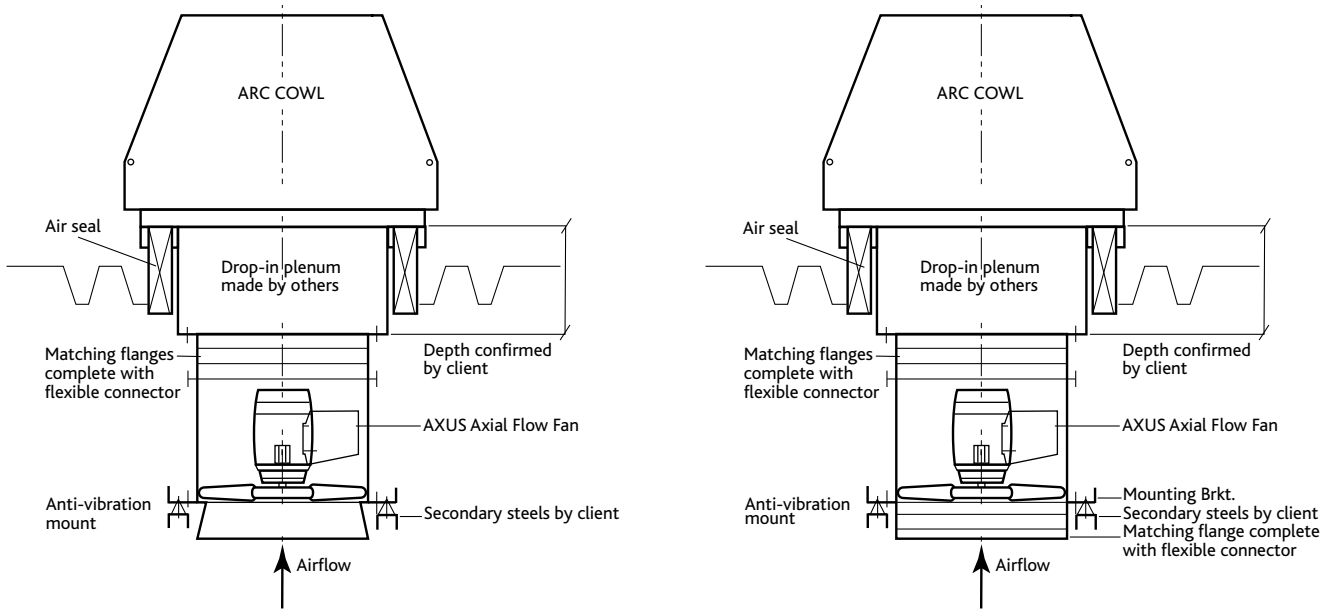 ARC COWL
Air seal
Drop-in plenum
made by others
Matching flanges
complete with
flexible connector
Depth confirmed
by client
AXUS Axial Flow Fan
Anti-vibration
mount
Secondary steels by client
Airflow
ARC COWL
Air seal
Drop-in plenum
made by others
Matching flanges
complete with
flexible connector
Depth confirmed
by client
AXUS Axial Flow Fan
Anti-vibration
mount
Mounting Brkt.
Secondary steels by client
Matching flange complete
with flexible connector
Airflow